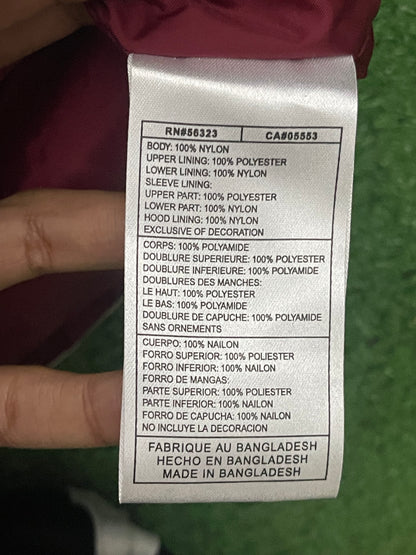 RN#56323 CA#05553
BODY: 100% NYLON
UPPER LINING: 100% POLYESTER
LOWER LINING: 100% NYLON
SLEEVE LINING:
UPPER PART: 100% POLYESTER
LOWER PART: 100% NYLON
HOOD LINING: 100% NYLON
EXCLUSIVE OF DECORATION
CORPS: 100% POLYAMIDE
DOUBLURE SUPERIEURE: 100% POLYESTER
DOUBLURE INFERIEURE: 100% POLYAMIDE
DOUBLURES DES MANCHES:
LE HAUT: 100% POLYESTER
LE BAS: 100% POLYAMIDE
DOUBLURE DE CAPUCHE: 100% POLYAMIDE
SANS ORNEMENTS
CUERPO: 100% NAILON
FORRO SUPERIOR: 100% POLIESTER
FORRO INFERIOR: 100% NAILON
FORRO DE MANGAS:
PARTE SUPERIOR: 100% POLIESTER
PARTE INFERIOR: 100% NAILON
FORRO DE CAPUCHA: 100% NAILON
NO INCLUYE LA DECORACION
FABRIQUE AU BANGLADESH
HECHO EN BANGLADESH
MADE IN BANGLADESH